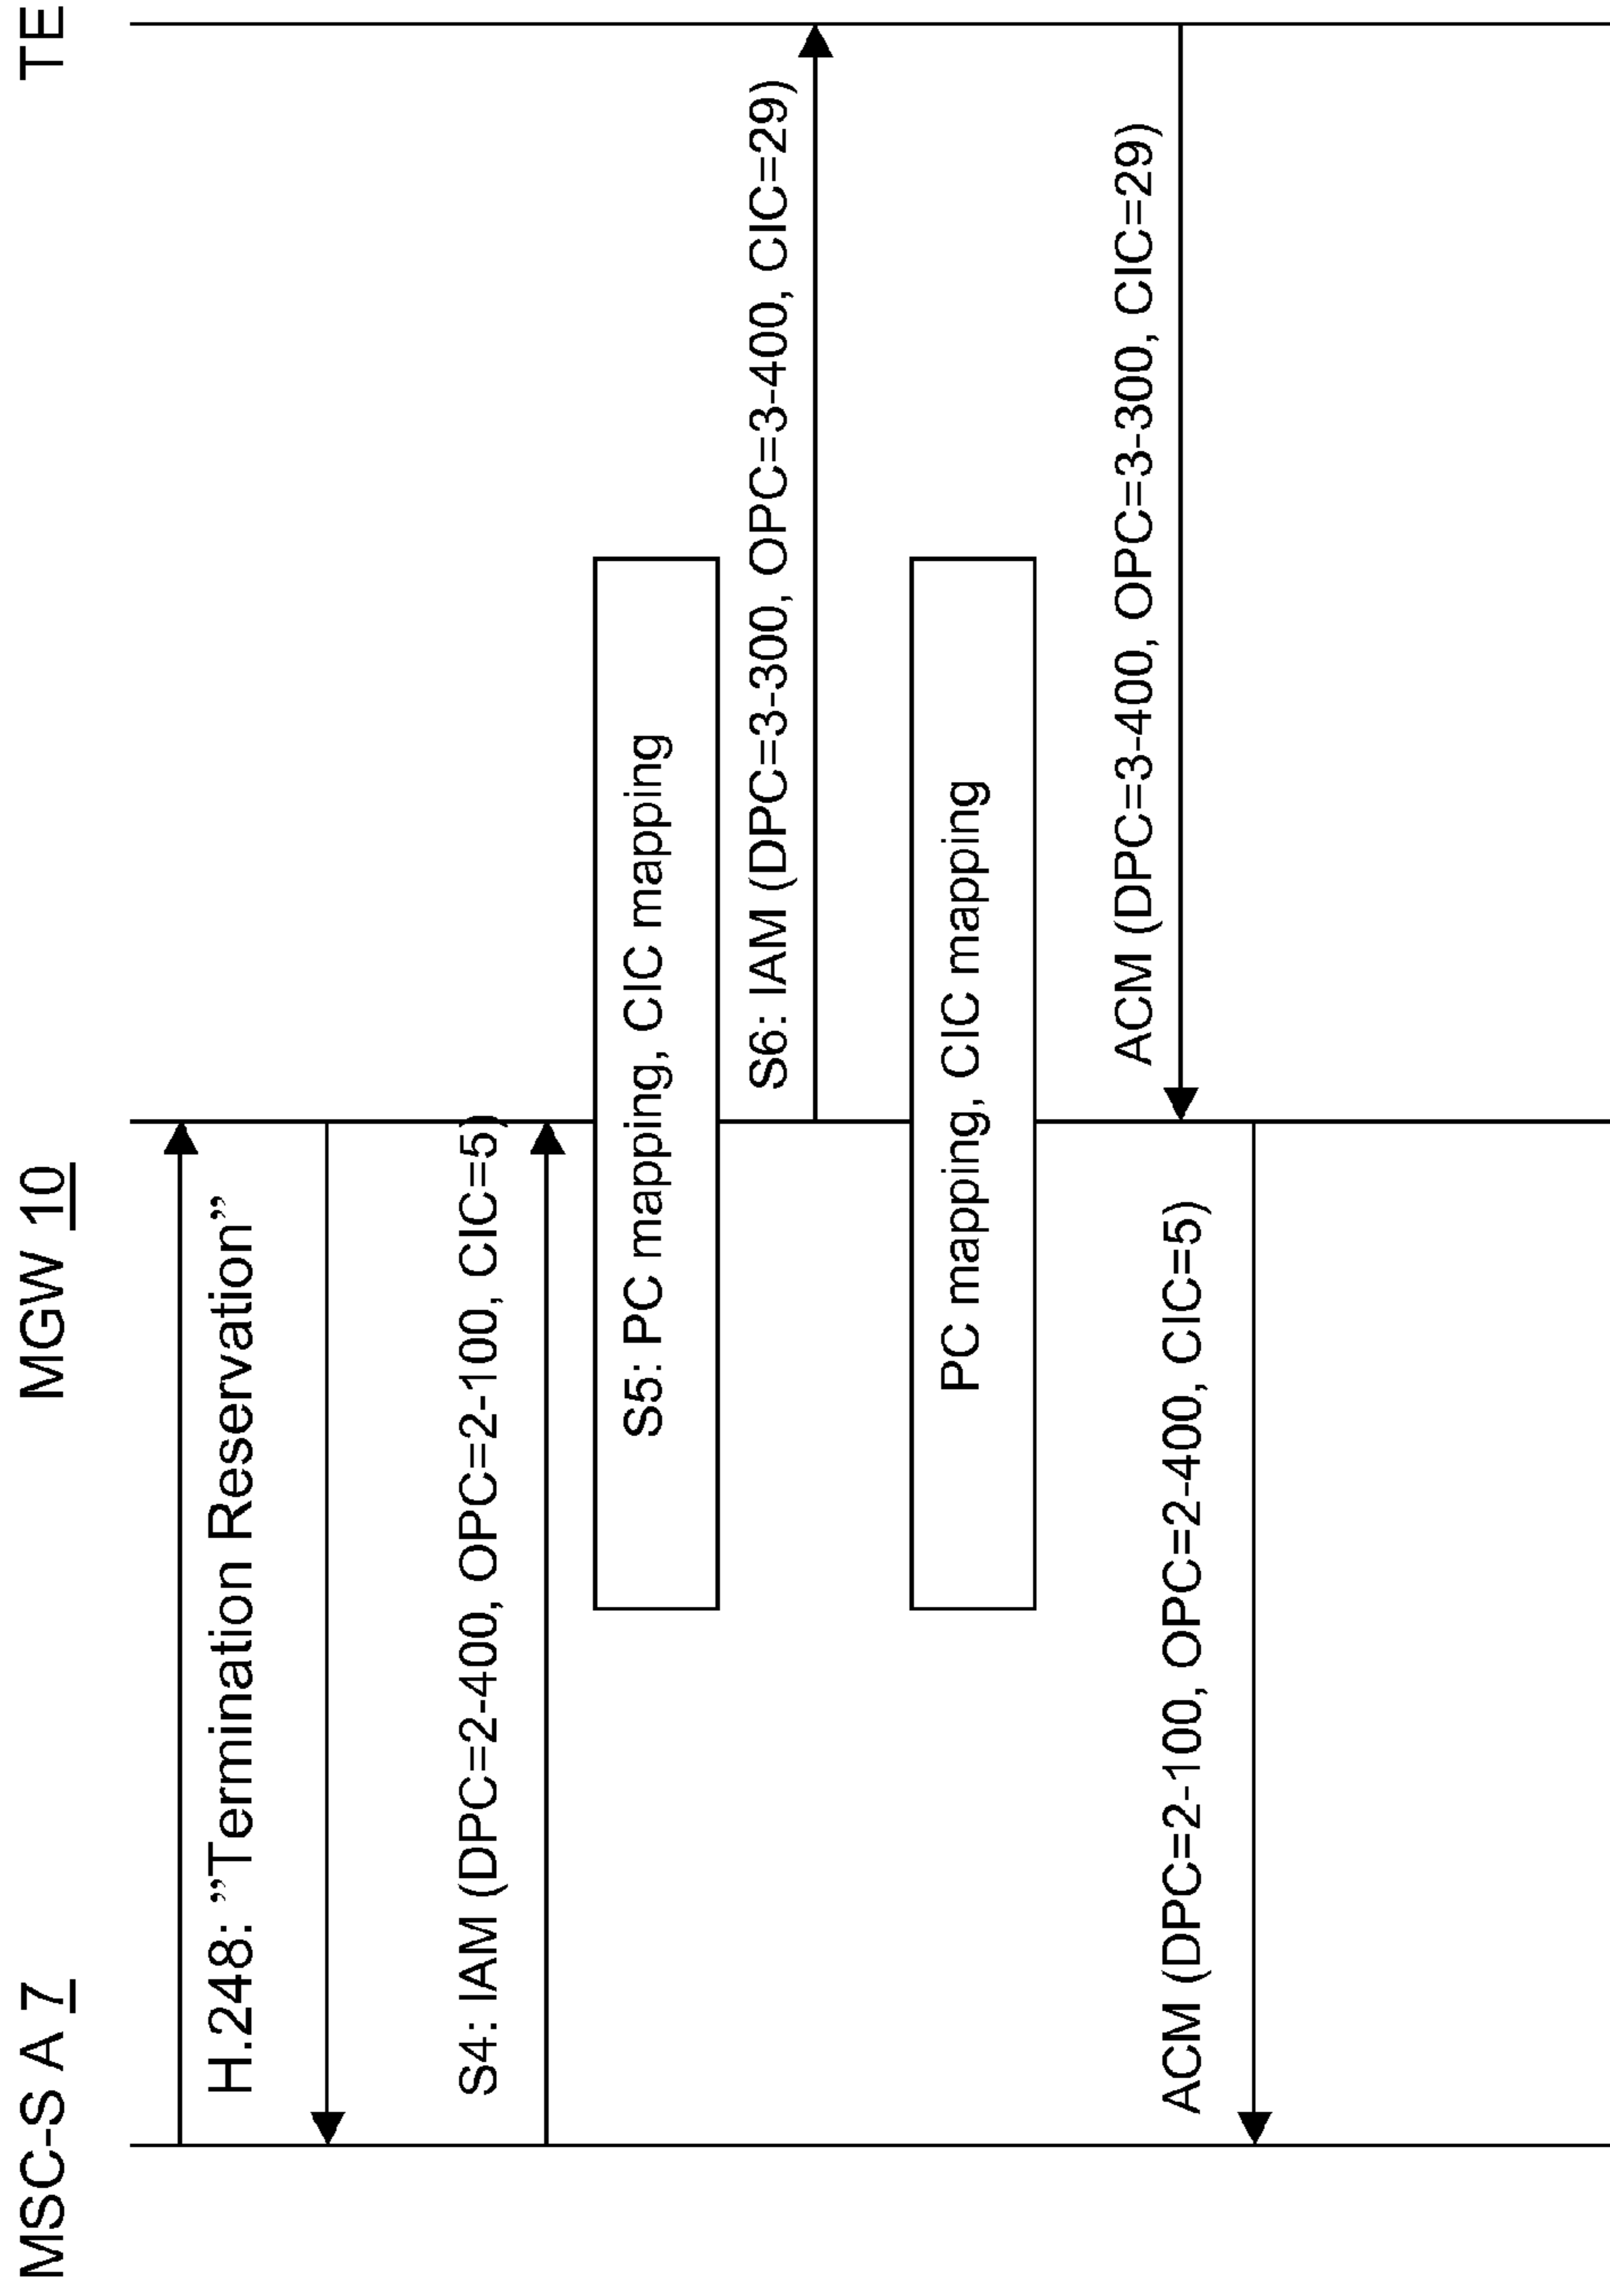 MSC-S A 7
MGW 10
TE
H.248: ”Termination Reservation”
S4: IAM (DPC=2-400, OPC=2-100, CIC=5)
S5: PC mapping, CIC mapping
S6: IAM (DPC=3-300, OPC=3-400, CIC=29)
PC mapping, CIC mapping
ACM (DPC=3-400, OPC=3-300, CIC=29)
ACM (DPC=2-100, OPC=2-400, CIC=5)